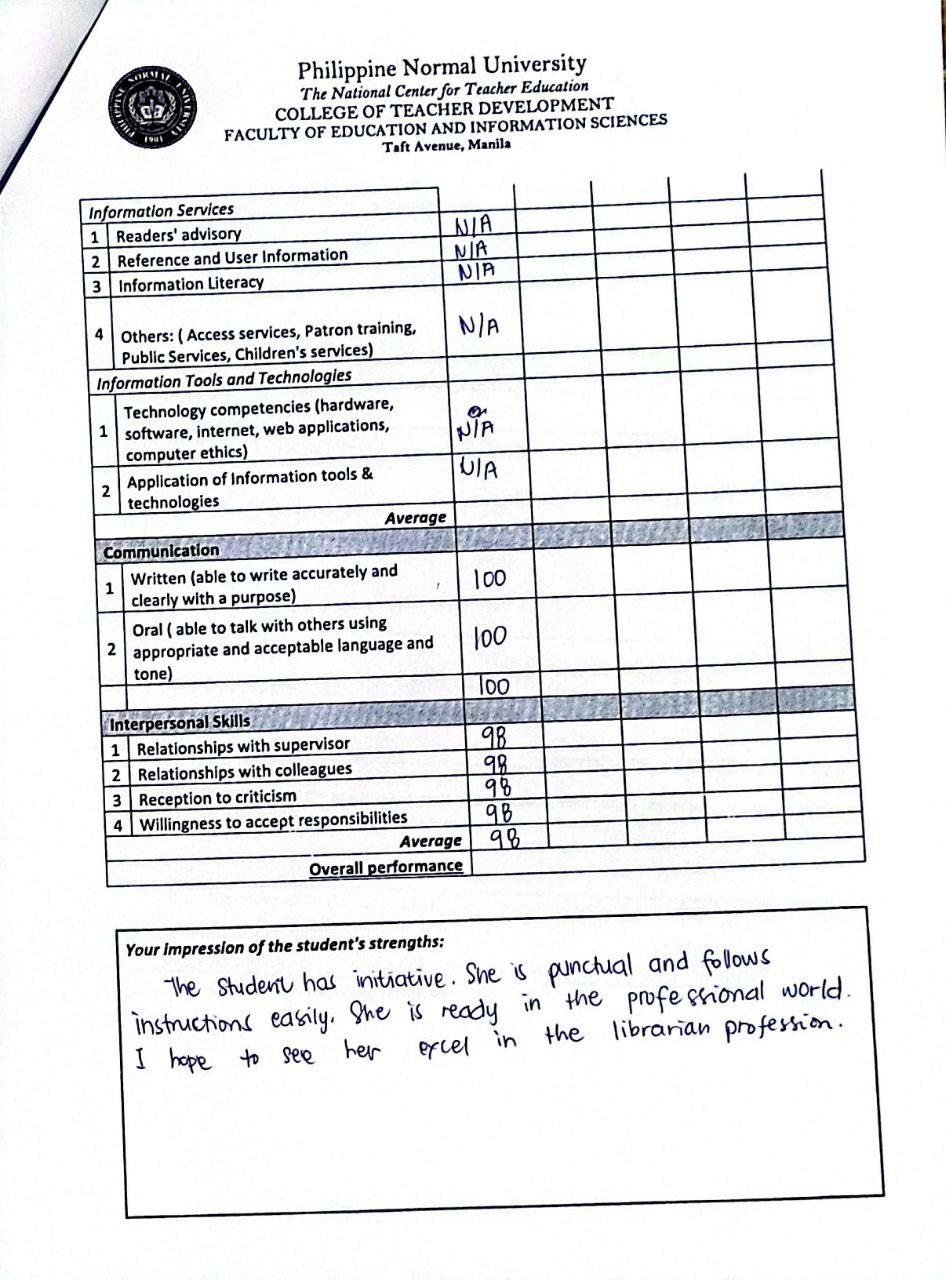 Philippine Normal University
The National Center for Teacher Education
COLLEGE OF TEACHER DEVELOPMENT
FACULTY OF EDUCATION AND INFORMATION SCIENCES
Taft Avenue, Manila
PHILIPPINE NORMAL UNIVERSITY
1901
Information Services
1 Readers' advisory N/A
2 Reference and User Information N/A
3 Information Literacy N/A
4 Others: ( Access services, Patron training, N/A
Public Services, Children's services)
Information Tools and Technologies
Technology competencies (hardware,
1 software, internet, web applications, N/A
computer ethics)
2 Application of Information tools & N/A
technologies
Average
Communication
1 Written (able to write accurately and 100
clearly with a purpose)
Oral ( able to talk with others using
2 appropriate and acceptable language and 100
tone)
100
Interpersonal Skills
1 Relationships with supervisor 98
2 Relationships with colleagues 98
3 Reception to criticism 98
4 Willingness to accept responsibilities 98
Average 98
Overall performance
Your impression of the student's strengths:
The student has initiative. She is punctual and follows
instructions easily. She is ready in the professional world.
I hope to see her excel in the librarian profession.